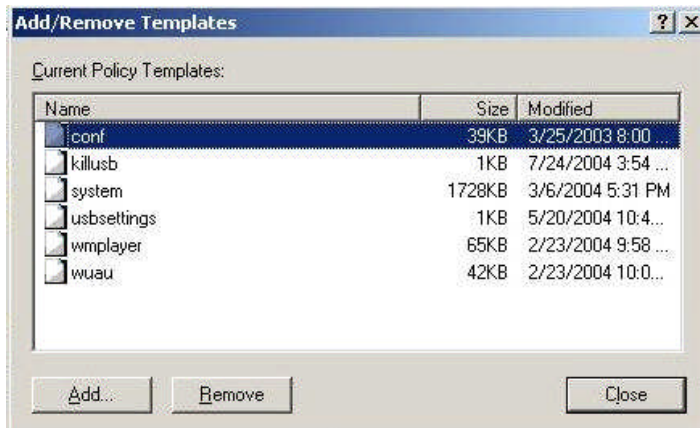 Add/Remove Templates
Current Policy Templates:
Name Size Modified
conf 39KB 3/25/2003 8:00 ...
killusb 1KB 7/24/2004 3:54 ...
system 1728KB 3/6/2004 5:31 PM
usbsettings 1KB 5/20/2004 10:4...
wmplayer 65KB 2/23/2004 9:58 ...
wuau 42KB 2/23/2004 10:0...
Add... Remove Close